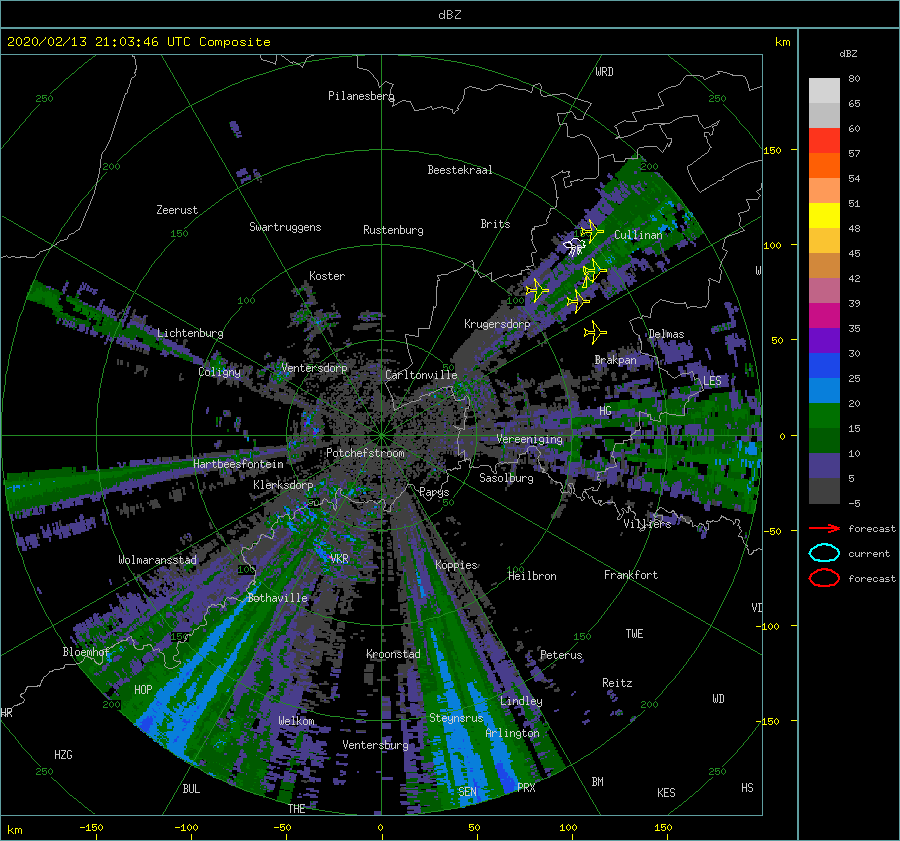 dBZ
2020/02/13 21:03:46 UTC Composite
km
dBZ
WRD
80
250
Pilanesberg
250
65
60
150
57
200
Beestekraal
200
54
Zeerust
51
Swartruggens
Rustenburg
Brits
150
Cullinan
48
100
45
Koster
42
100
100
39
Krugersdorp
Lichtenburg
Delmas
35
50
Brakpan
30
Coligny
Ventersdorp
Carltonville
LES
25
HG
20
Vereeniging
0
15
Potchefstroom
Hartbeesfontein
10
Klerksdorp
Sasolburg
5
Parys
50
50
-5
Villiers
-50
forecast
Wolmaransstad
VKR
Koppies
current
100
Heilbron
100
Frankfort
forecast
Bothaville
VI
-100
150
150
TWE
Bloemhof
Kroonstad
Peterus
HOP
Reitz
200
Lindley
200
WD
HR
Welkom
Steynsrus
-150
Arlington
HZG
Ventersburg
250
250
BUL
SEN
PRX
BM
KES
HS
THE
km
-150
-100
-50
0
50
100
150